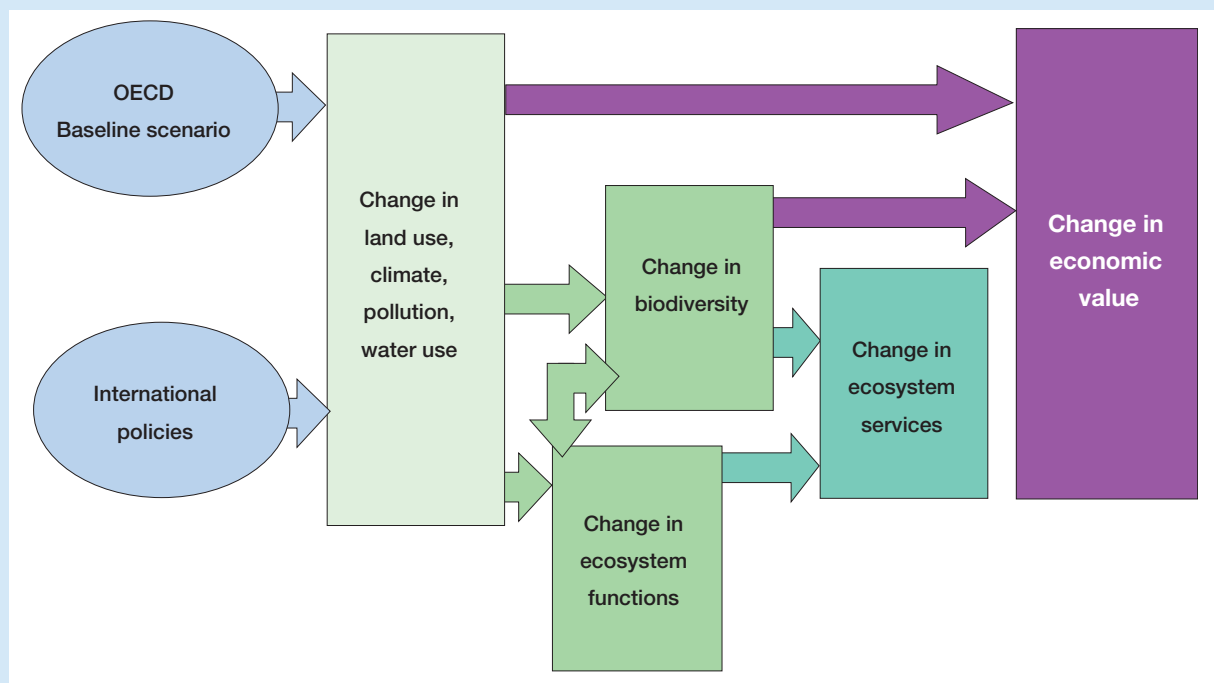 OECD
Baseline scenario
International
policies
Change in
land use,
climate,
pollution,
water use
Change in
biodiversity
Change in
ecosystem
functions
Change in
ecosystem
services
Change in
economic
value